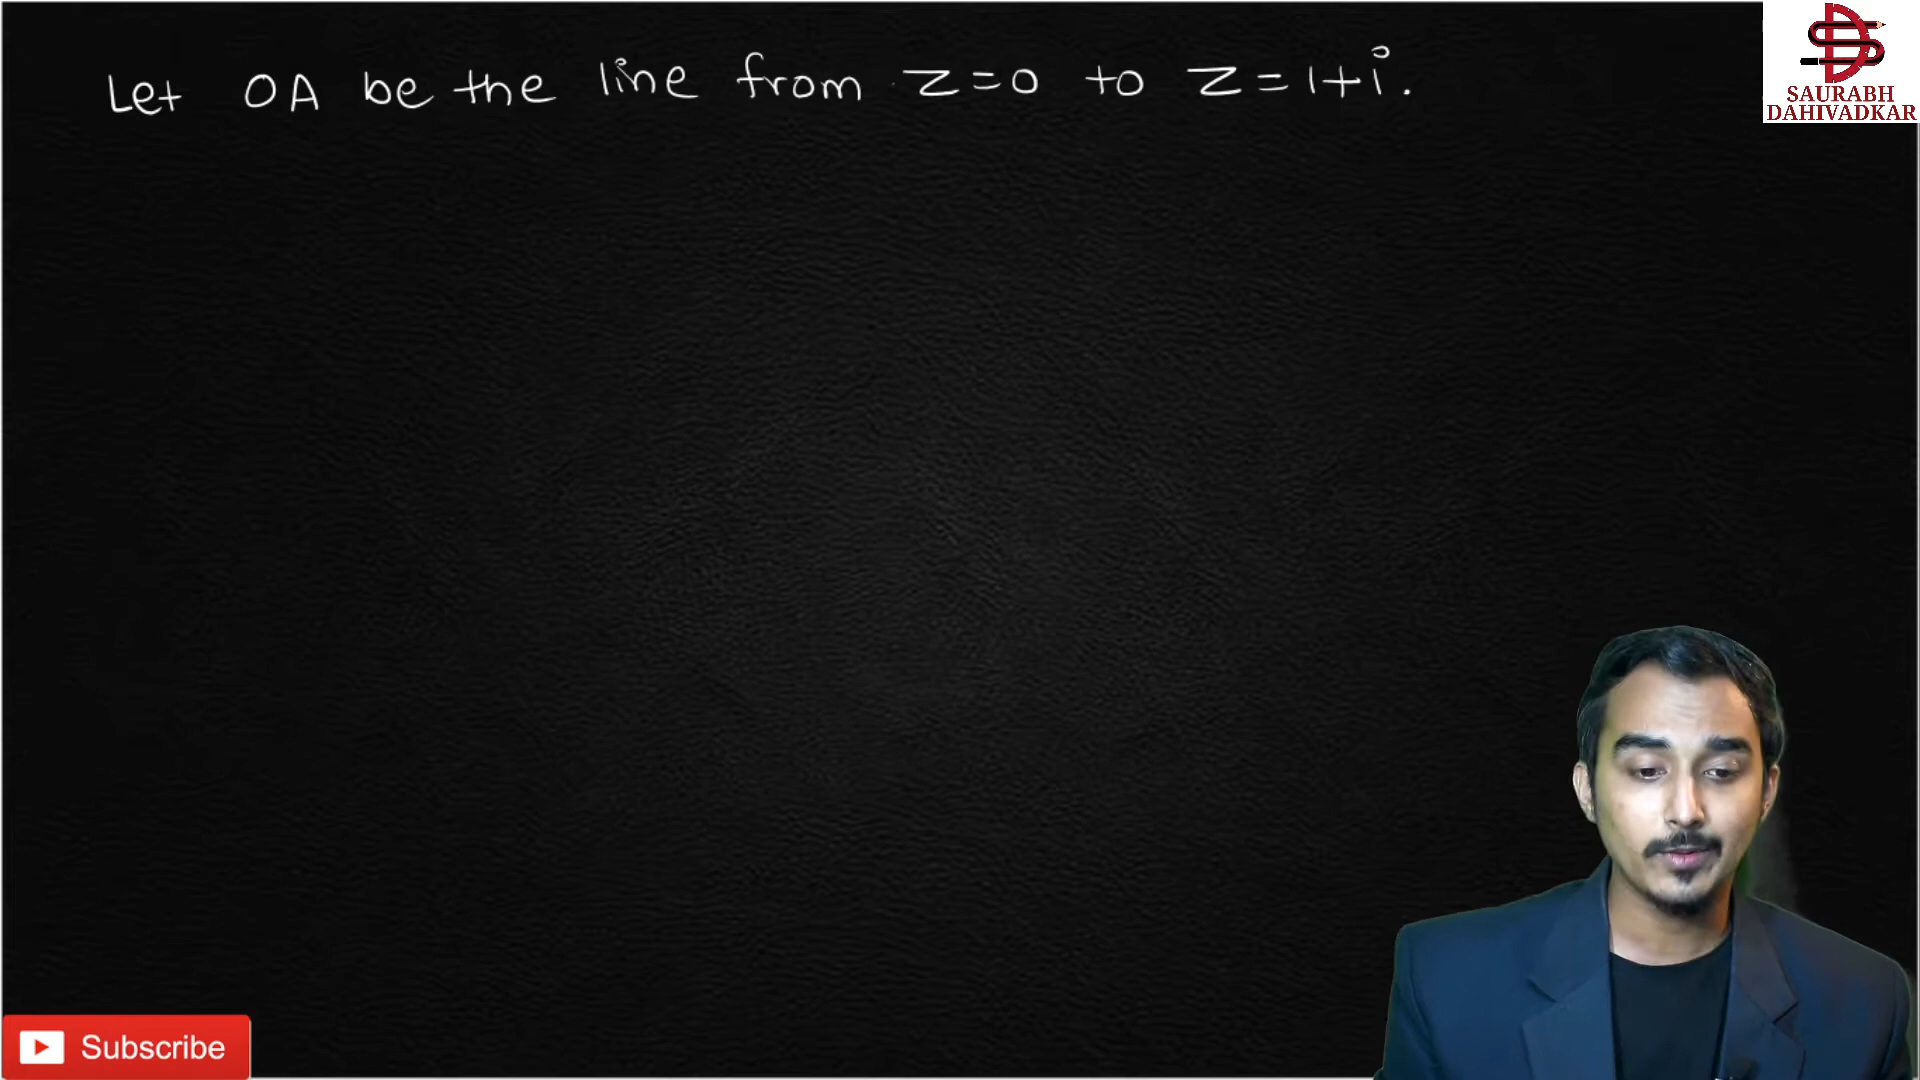 Let OA be the line from z=0 to z=1+i.
SAURABH
DAHIVADKAR
Subscribe